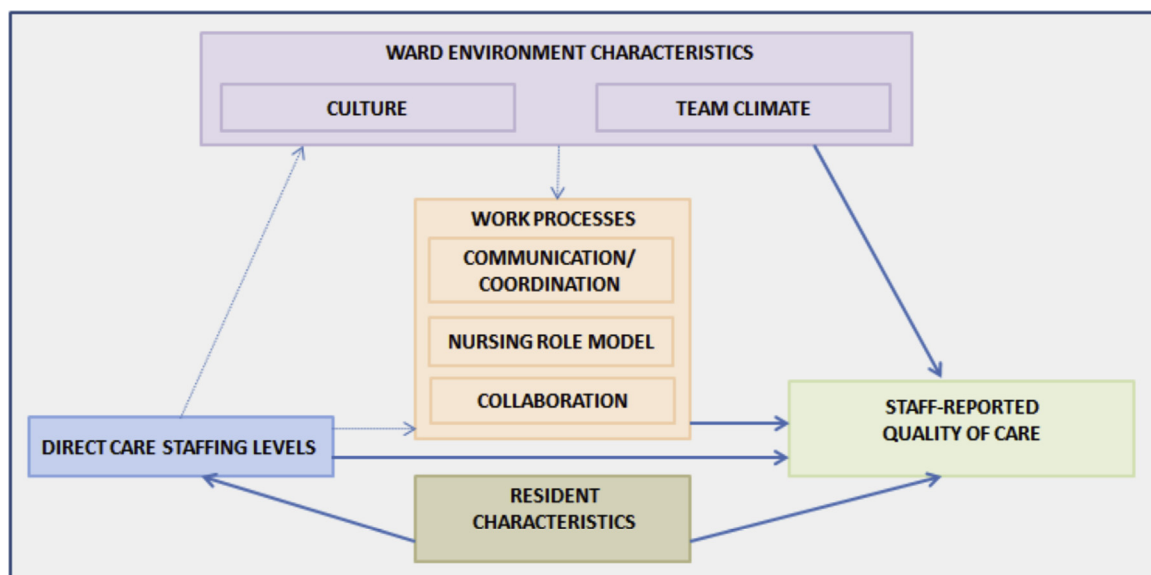 WARD ENVIRONMENT CHARACTERISTICS
CULTURE
TEAM CLIMATE
WORK PROCESSES
COMMUNICATION/
COORDINATION
NURSING ROLE MODEL
COLLABORATION
DIRECT CARE STAFFING LEVELS
STAFF-REPORTED
QUALITY OF CARE
RESIDENT
CHARACTERISTICS